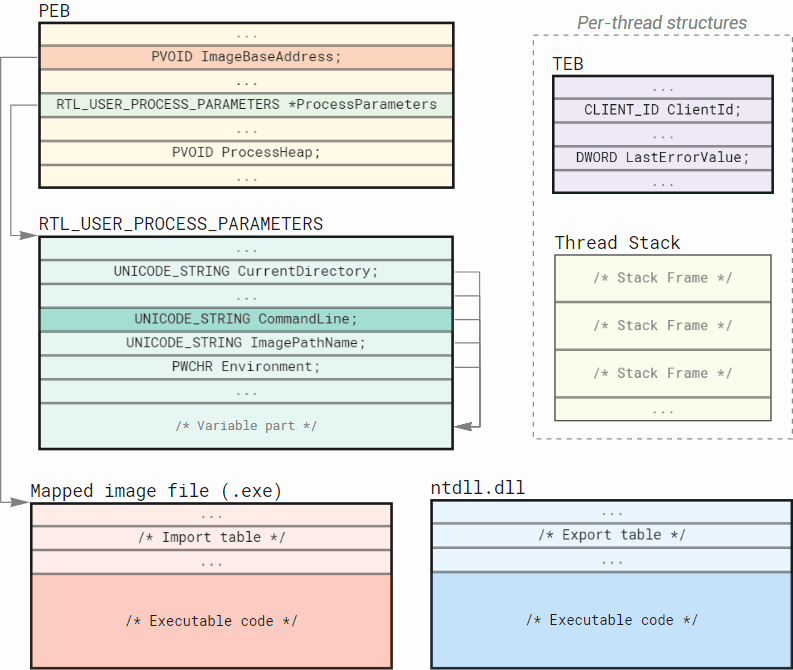 PEB
...
PVOID ImageBaseAddress;
...
RTL_USER_PROCESS_PARAMETERS *ProcessParameters
...
PVOID ProcessHeap;
...
Per-thread structures
TEB
...
CLIENT_ID ClientId;
...
DWORD LastErrorValue;
...
RTL_USER_PROCESS_PARAMETERS
...
UNICODE_STRING CurrentDirectory;
...
UNICODE_STRING CommandLine;
UNICODE_STRING ImagePathName;
PWCHR Environment;
...
/* Variable part */
Thread Stack
/* Stack Frame */
/* Stack Frame */
/* Stack Frame */
...
Mapped image file (.exe)
...
/* Import table */
...
/* Executable code */
ntdll.dll
...
/* Export table */
...
/* Executable code */